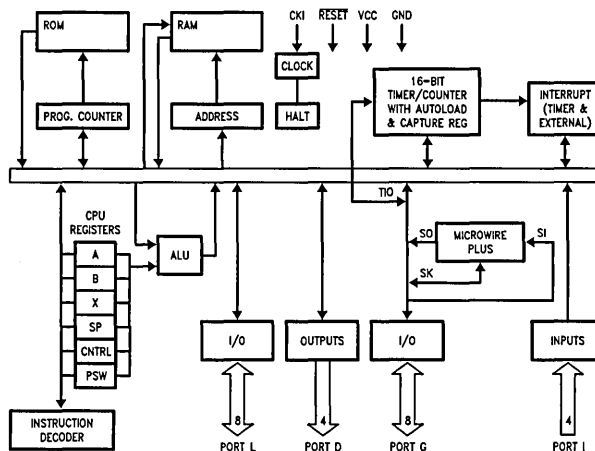 ROM
RAM
CKI
RESET
VCC
GND
CLOCK
HALT
PROG. COUNTER
ADDRESS
16-BIT
TIMER/COUNTER
WITH AUTOLOAD
& CAPTURE REG
INTERRUPT
(TIMER &
EXTERNAL)
TIO
CPU
REGISTERS
A
B
X
SP
CNTRL
PSW
ALU
SO
MICROWIRE
PLUS
SI
SK
I/O
OUTPUTS
I/O
INPUTS
INSTRUCTION
DECODER
8
4
8
4
PORT L
PORT D
PORT G
PORT I